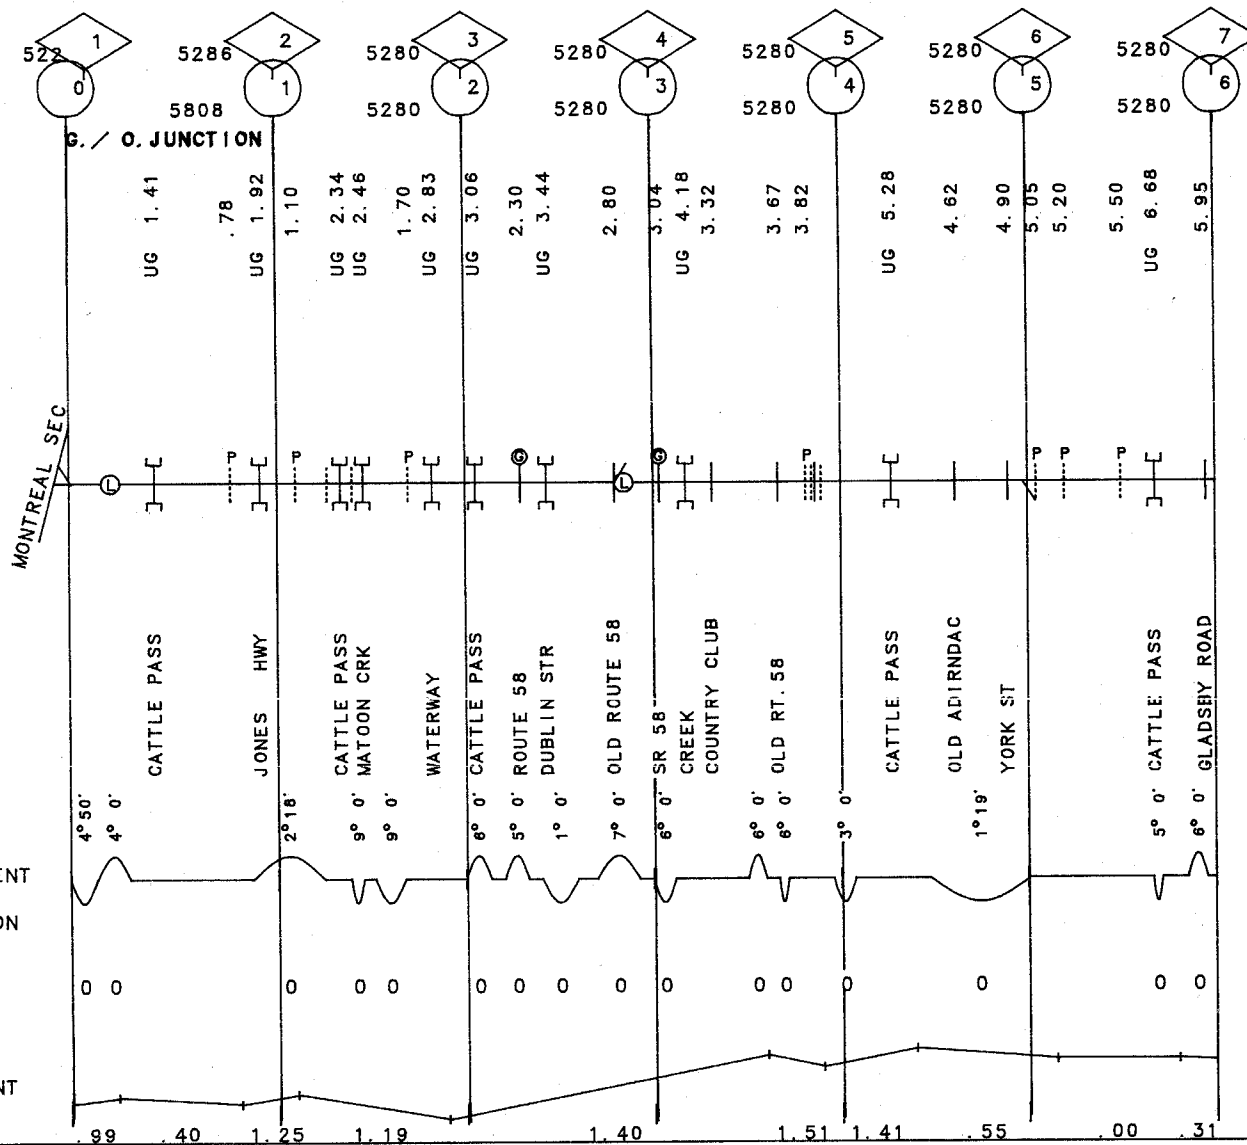 1 2 3 4 5 6 7
522 5286 5280 5280 5280 5280 5280
0 1 2 3 4 5 6
5808 5280 5280 5280 5280 5280
G. / O. JUNCTION
UG 1.41
.78
UG 1.92
1.10
UG 2.34
UG 2.46
1.70
UG 2.83
UG 3.06
2.30
UG 3.44
2.80
3.04
UG 4.18
3.32
3.67
3.82
UG 5.28
4.62
4.90
5.05
5.20
5.50
UG 6.68
5.95
MONTREAL SEC
L P P P G L G P P P P
CATTLE PASS
JONES HWY
CATTLE PASS
MATOON CRK
WATERWAY
CATTLE PASS
ROUTE 58
DUBLIN STR
OLD ROUTE 58
SR 58
CREEK
COUNTRY CLUB
OLD RT. 58
CATTLE PASS
OLD ADIRNDAC
YORK ST
CATTLE PASS
GLADSBY ROAD
4° 50'
4° 0'
2° 18'
9° 0'
9° 0'
6° 0'
5° 0'
1° 0'
7° 0'
6° 0'
6° 0'
6° 0'
3° 0'
1° 19'
5° 0'
6° 0'
ENT
ON
0 0 0 0 0 0 0 0 0 0 0 0 0 0 0 0
NT
.99 .40 1.25 1.19 1.40 1.51 1.41 .55 .00 .31